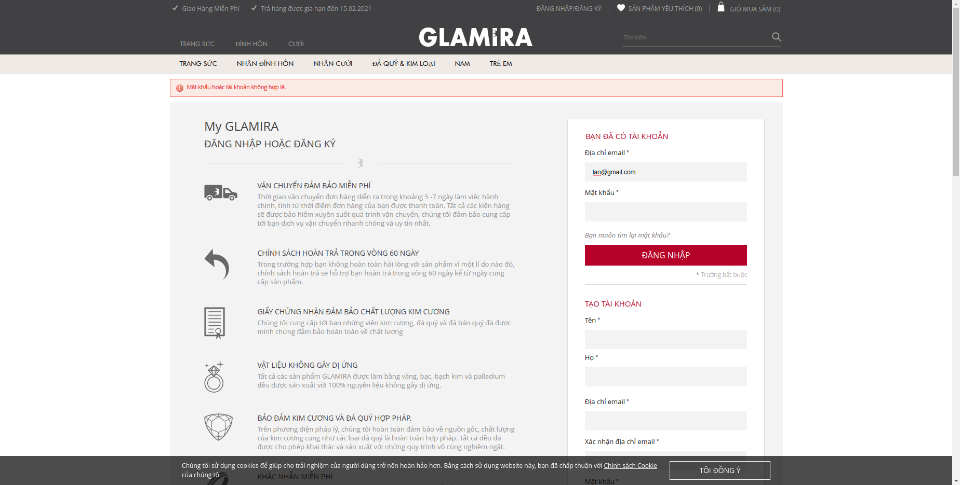 Giao Hàng Miễn Phí
Trả hàng được gia hạn đến 15.02.2021
ĐĂNG NHẬP/ĐĂNG KÝ
SẢN PHẨM YÊU THÍCH (0)
GIỎ MUA SẮM (0)
TRANG SỨC
ĐÍNH HÔN
CƯỚI
GLAMIRA
Tìm kiếm
TRANG SỨC
NHẪN ĐÍNH HÔN
NHẪN CƯỚI
ĐÁ QUÝ & KIM LOẠI
NAM
TRẺ EM
Mật khẩu hoặc tài khoản không hợp lệ.
My GLAMIRA
ĐĂNG NHẬP HOẶC ĐĂNG KÝ
VẬN CHUYỂN ĐẢM BẢO MIỄN PHÍ
Thời gian vận chuyển đơn hàng diễn ra trong khoảng 5 -7 ngày làm việc hành
chính, tính từ thời điểm đơn hàng của bạn được thanh toán. Tất cả các kiện hàng
sẽ được bảo hiểm xuyên suốt quá trình vận chuyển, chúng tôi đảm bảo cung cấp
tới bạn dịch vụ vận chuyển nhanh chóng và uy tín nhất.
CHÍNH SÁCH HOÀN TRẢ TRONG VÒNG 60 NGÀY
Trong trường hợp bạn không hoàn toàn hài lòng với sản phẩm vì một lí do nào đó,
chính sách hoàn trả sẽ hỗ trợ bạn hoàn trả trong vòng 60 ngày kể từ ngày cung
cấp sản phẩm.
GIẤY CHỨNG NHẬN ĐẢM BẢO CHẤT LƯỢNG KIM CƯƠNG
Chúng tôi cung cấp tới bạn những viên kim cương, đá quý và đá bán quý đã được
minh chứng đảm bảo hoàn toàn về chất lượng
VẬT LIỆU KHÔNG GÂY DỊ ỨNG
Tất cả các sản phẩm GLAMIRA được làm bằng vàng, bạc, bạch kim và palladium
đều được sản xuất với 100% nguyên liệu không gây dị ứng.
BẢO ĐẢM KIM CƯƠNG VÀ ĐÁ QUÝ HỢP PHÁP.
Trên phương diện pháp lý, chúng tôi hoàn toàn đảm bảo về nguồn gốc, chất lượng
của kim cương cũng như các loại đá quý là hoàn toàn hợp pháp. Tất cả đều đã
được cho phép khai thác và sản xuất với những quy trình vô cùng nghiêm ngặt.
KHẮC NHẪN MIỄN PHÍ
BẠN ĐÃ CÓ TÀI KHOẢN
Địa chỉ email *
lan@gmail.com
Mật khẩu *
Bạn muốn tìm lại mật khẩu?
ĐĂNG NHẬP
* Trường bắt buộc
TẠO TÀI KHOẢN
Tên *
Họ *
Địa chỉ email *
Xác nhận địa chỉ email *
Mật khẩu *
Chúng tôi sử dụng cookies để giúp cho trải nghiệm của người dùng trở nên hoàn hảo hơn. Bằng cách sử dụng website này, bạn đã chấp thuận với Chính sách Cookie
của chúng tô
TÔI ĐỒNG Ý